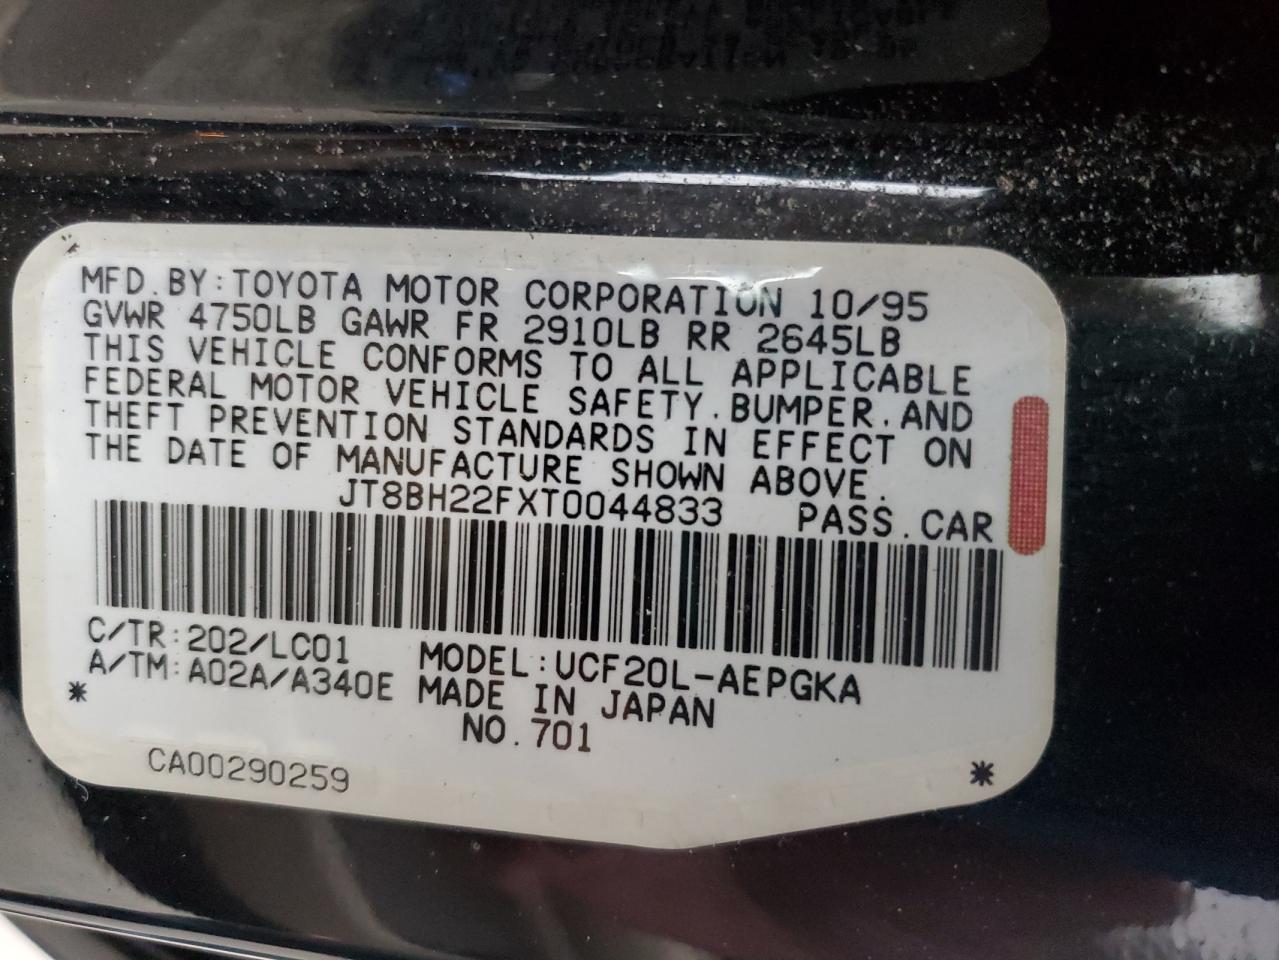 MFD.BY:TOYOTA MOTOR CORPORATION 10/95
GVWR 4750LB GAWR FR 2910LB RR 2645LB
THIS VEHICLE CONFORMS TO ALL APPLICABLE
FEDERAL MOTOR VEHICLE SAFETY.BUMPER.AND
THEFT PREVENTION STANDARDS IN EFFECT ON
THE DATE OF MANUFACTURE SHOWN ABOVE.
JT8BH22FXT0044833 PASS.CAR
C/TR:202/LC01 MODEL:UCF20L-AEPGKA
A/TM:A02A/A340E MADE IN JAPAN
* NO.701
CA00290259 *